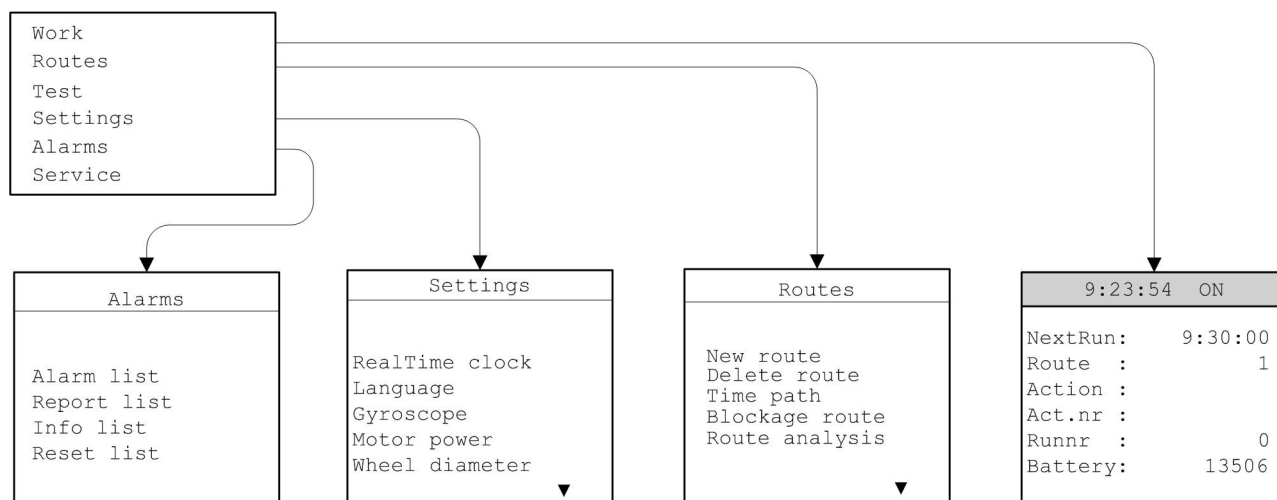 Work
Routes
Test
Settings
Alarms
Service
Alarms
Alarm list
Report list
Info list
Reset list
Settings
RealTime clock
Language
Gyroscope
Motor power
Wheel diameter
Routes
New route
Delete route
Time path
Blockage route
Route analysis
9:23:54 ON
NextRun: 9:30:00
Route : 1
Action :
Act.nr :
Runnr : 0
Battery: 13506